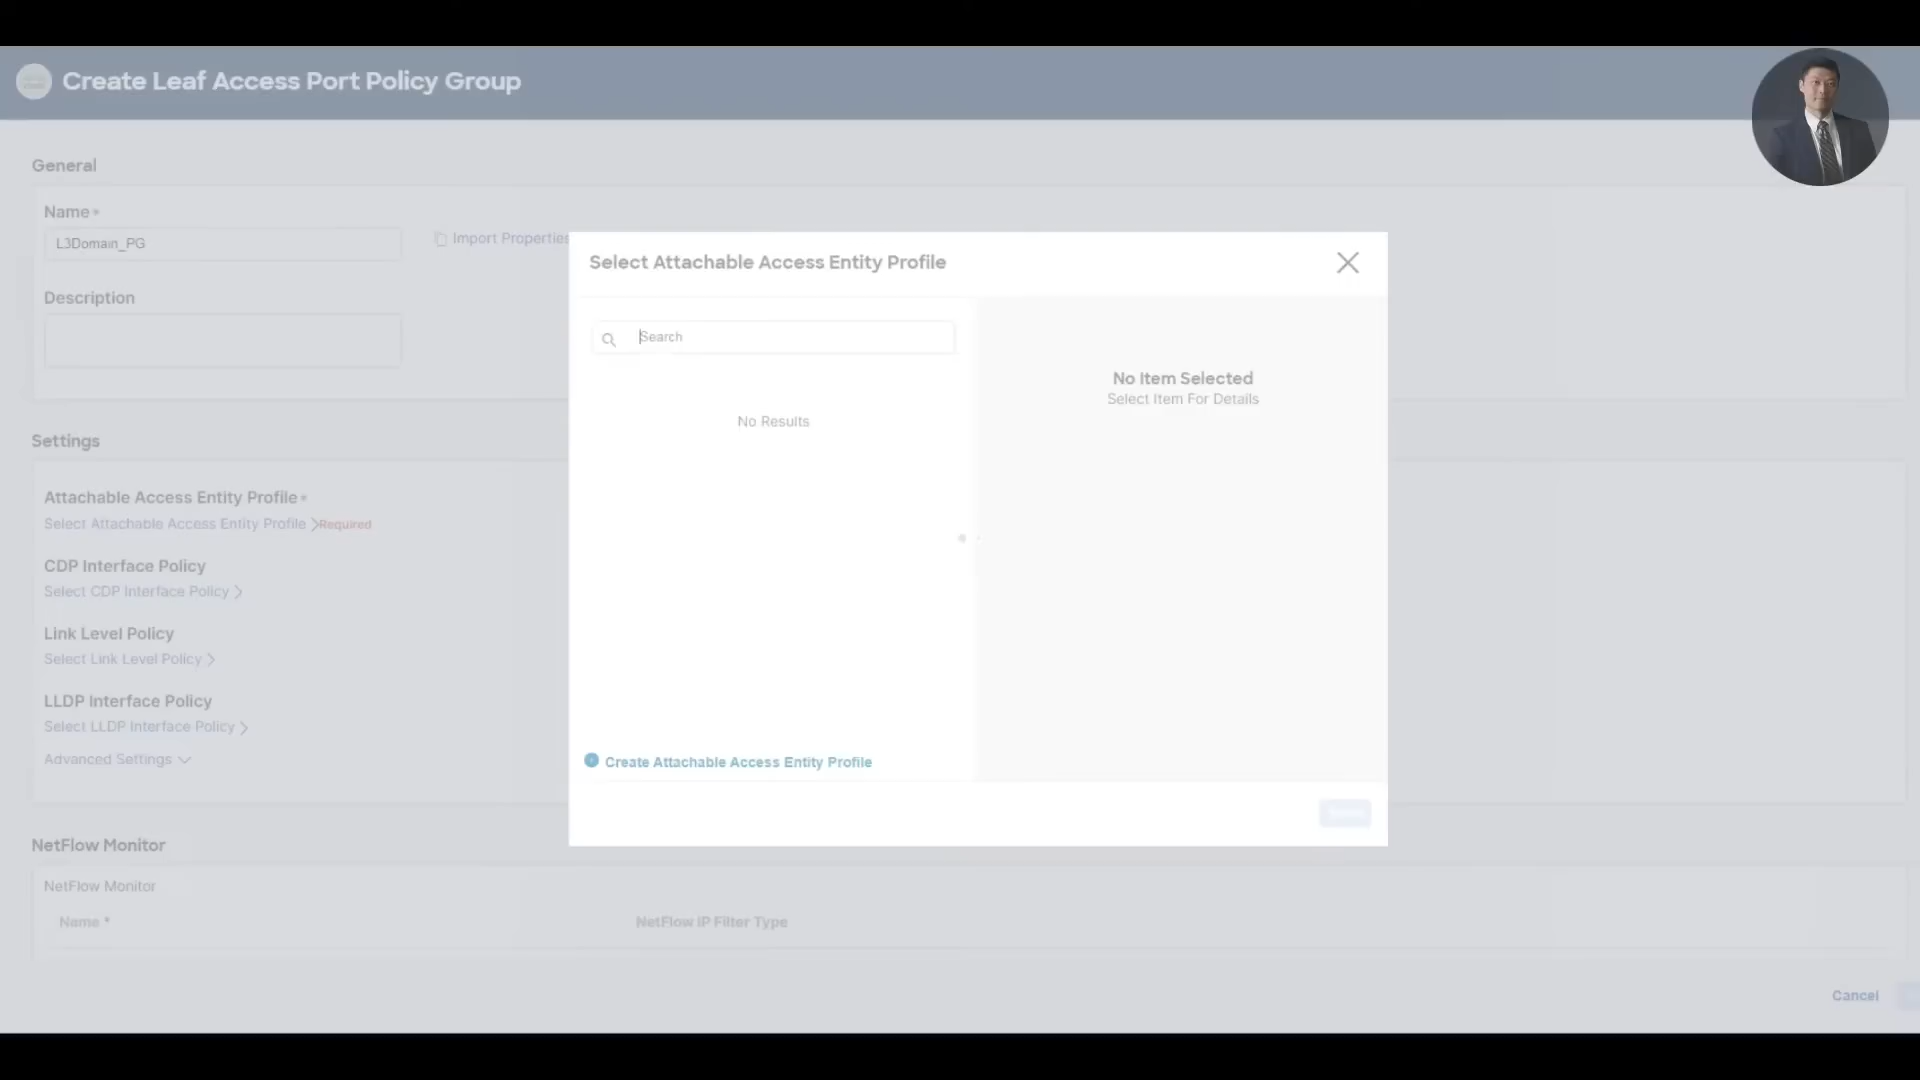 Create Leaf Access Port Policy Group
General
Name *
L3Domain_PG
Import Properties
Description
Settings
Attachable Access Entity Profile *
Select Attachable Access Entity Profile >Required
CDP Interface Policy
Select CDP Interface Policy >
Link Level Policy
Select Link Level Policy >
LLDP Interface Policy
Select LLDP Interface Policy >
Advanced Settings
NetFlow Monitor
NetFlow Monitor
Name *
NetFlow IP Filter Type
Cancel
Select Attachable Access Entity Profile
Search
No Results
No Item Selected
Select Item For Details
Create Attachable Access Entity Profile